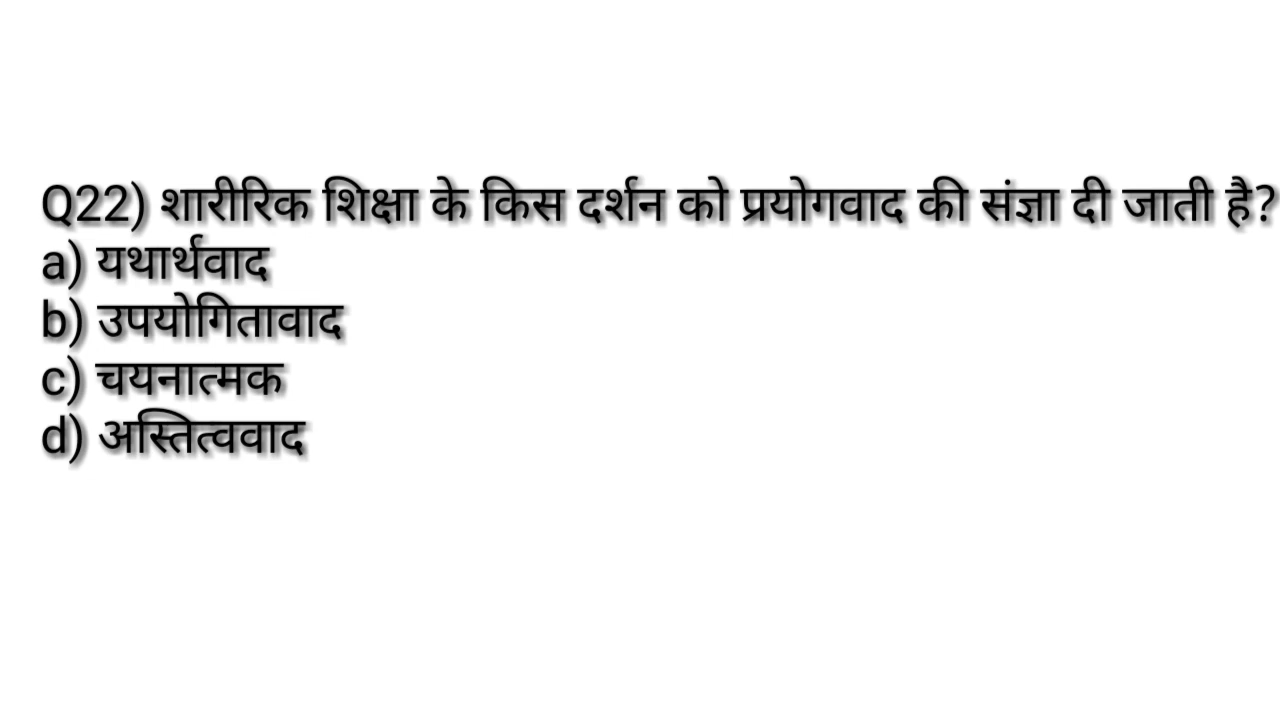 Q22) शारीरिक शिक्षा के किस दर्शन को प्रयोगवाद की संज्ञा दी जाती है?
a) यथार्थवाद
b) उपयोगितावाद
c) चयनात्मक
d) अस्तित्ववाद